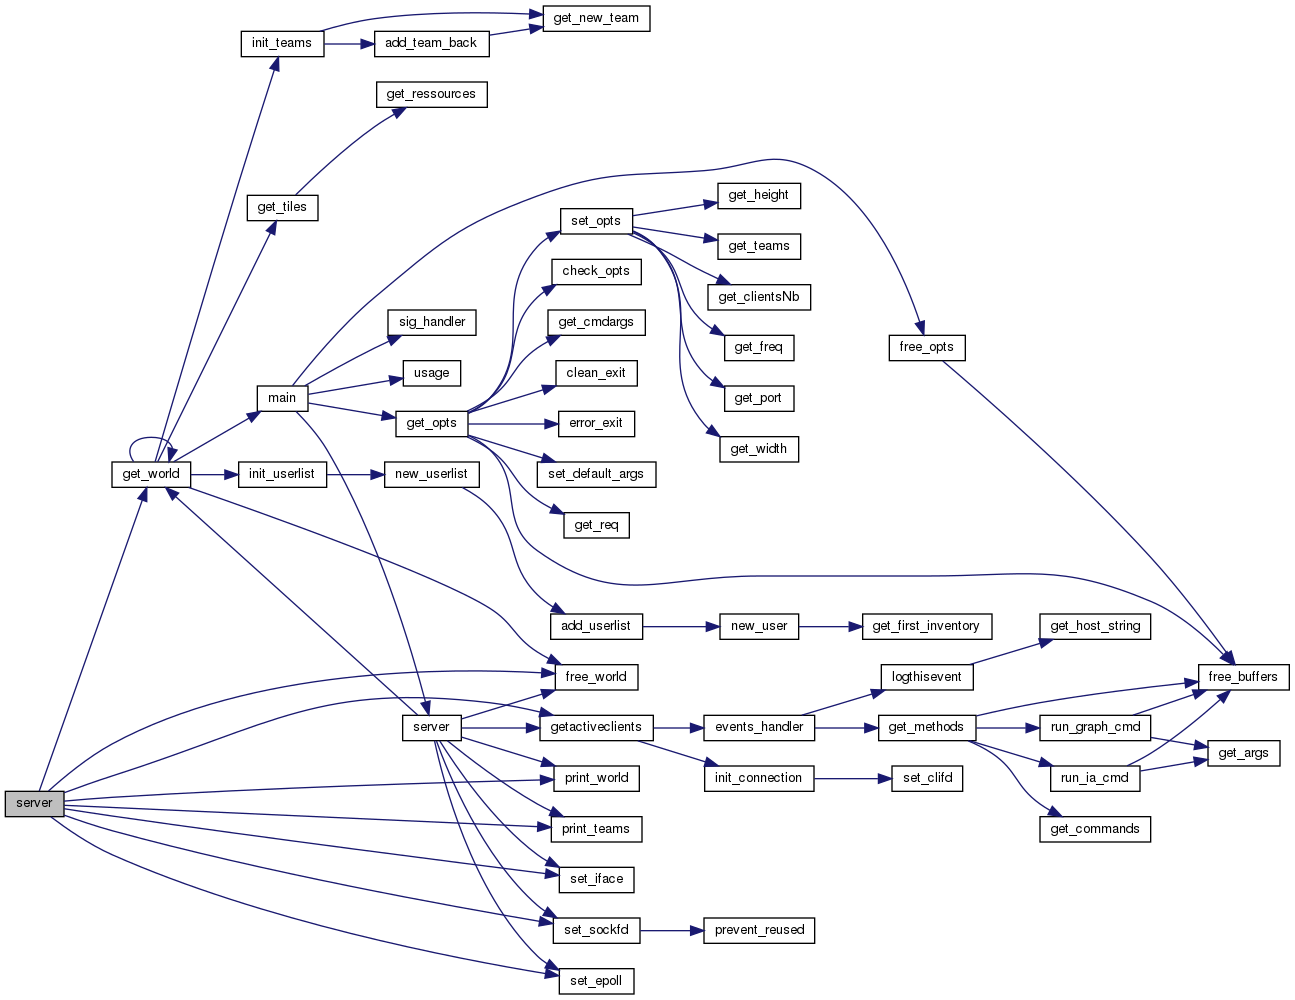 get_new_team
init_teams
add_team_back
get_ressources
get_height
get_tiles
set_opts
get_teams
check_opts
get_clientsNb
sig_handler
get_cmdargs
get_freq
free_opts
usage
clean_exit
main
get_port
get_opts
error_exit
get_width
get_world
init_userlist
new_userlist
set_default_args
get_req
add_userlist
new_user
get_first_inventory
get_host_string
free_world
logthisevent
free_buffers
server
getactiveclients
events_handler
get_methods
run_graph_cmd
get_args
print_world
init_connection
set_clifd
run_ia_cmd
server
print_teams
get_commands
set_iface
set_sockfd
prevent_reused
set_epoll